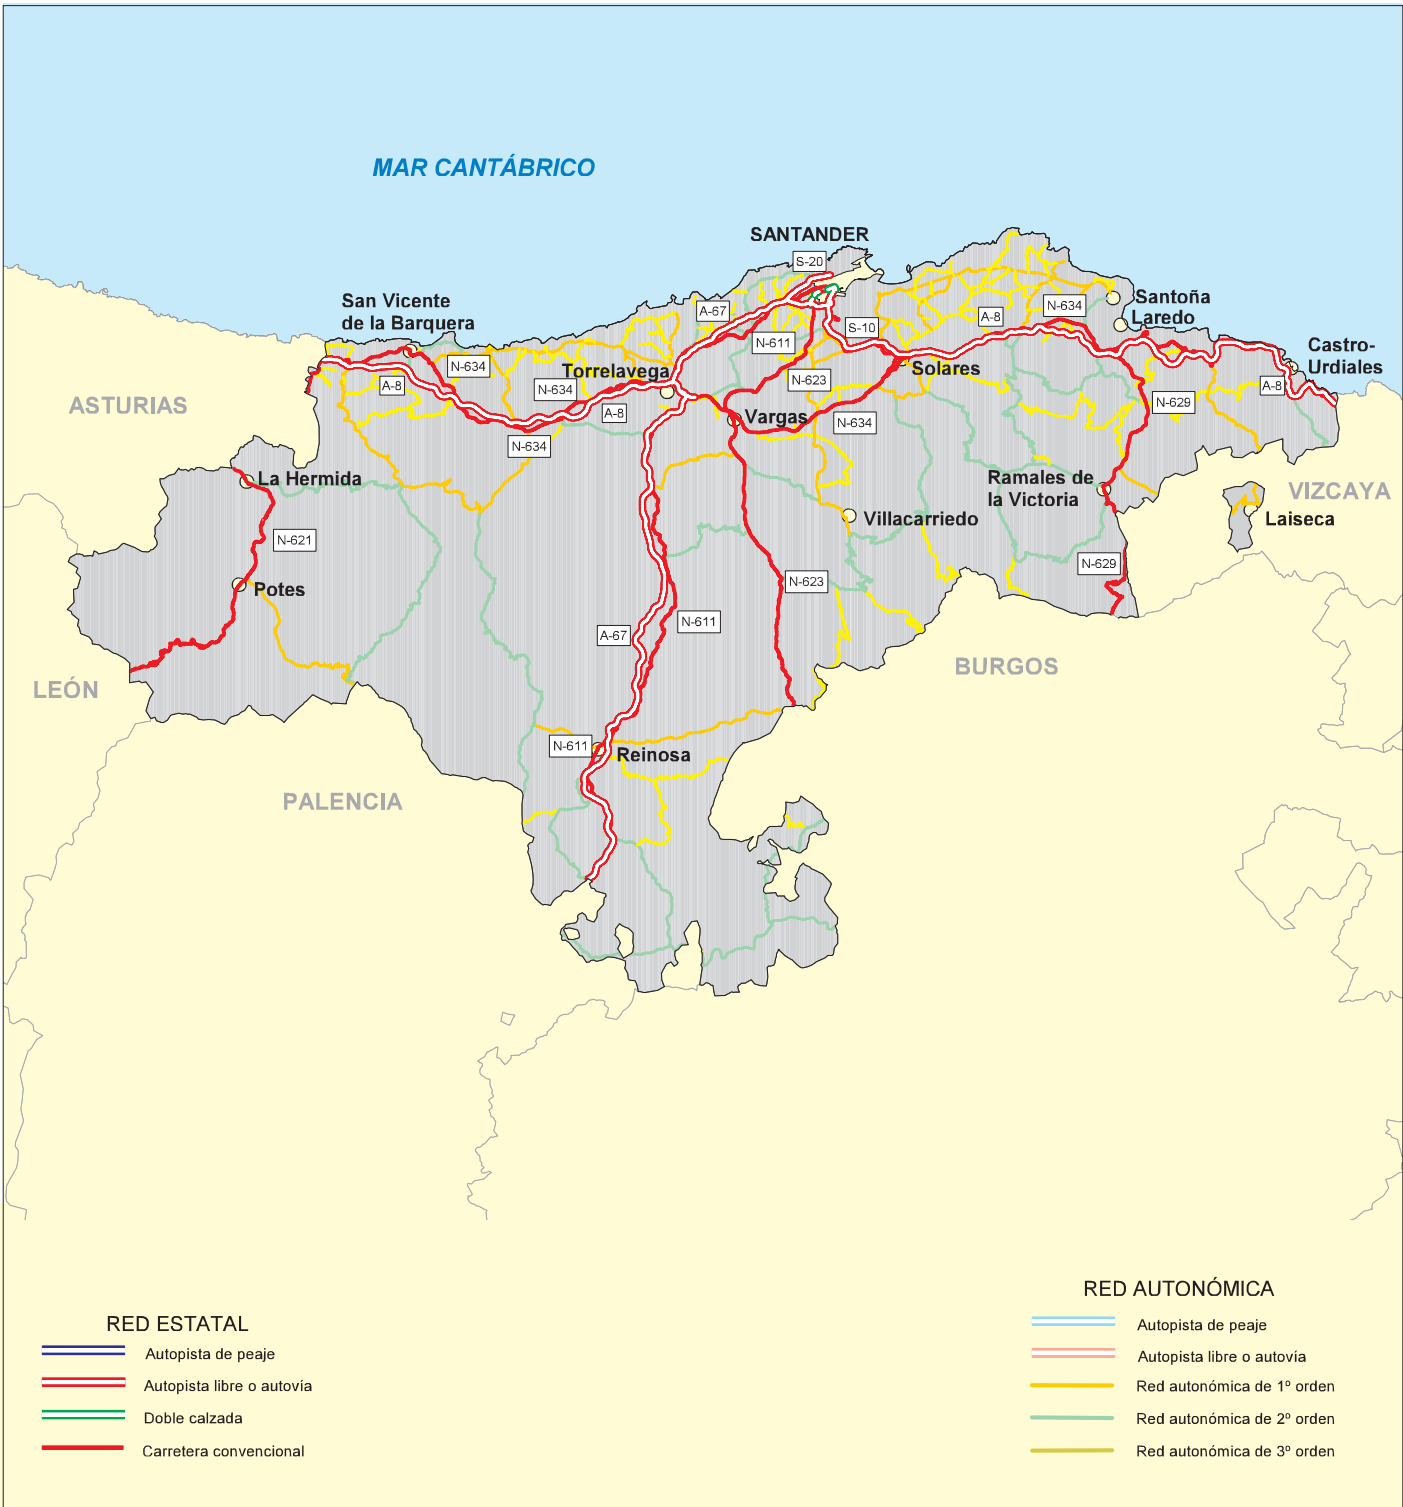 MAR CANTÁBRICO
SANTANDER
S-20
San Vicente
de la Barquera
A-67
N-634
Santoña
Laredo
A-8
S-10
N-611
Castro-
Urdiales
N-634
Torrelavega
Solares
A-8
N-634
N-623
A-8
N-629
ASTURIAS
A-8
Vargas
N-634
N-634
La Hermida
Ramales de
la Victoria
VIZCAYA
Villacarriedo
Laiseca
N-621
N-629
Potes
N-623
N-611
A-67
BURGOS
LEÓN
N-611
Reinosa
PALENCIA
RED ESTATAL
Autopista de peaje
Autopista libre o autovía
Doble calzada
Carretera convencional
RED AUTONÓMICA
Autopista de peaje
Autopista libre o autovía
Red autonómica de 1º orden
Red autonómica de 2º orden
Red autonómica de 3º orden